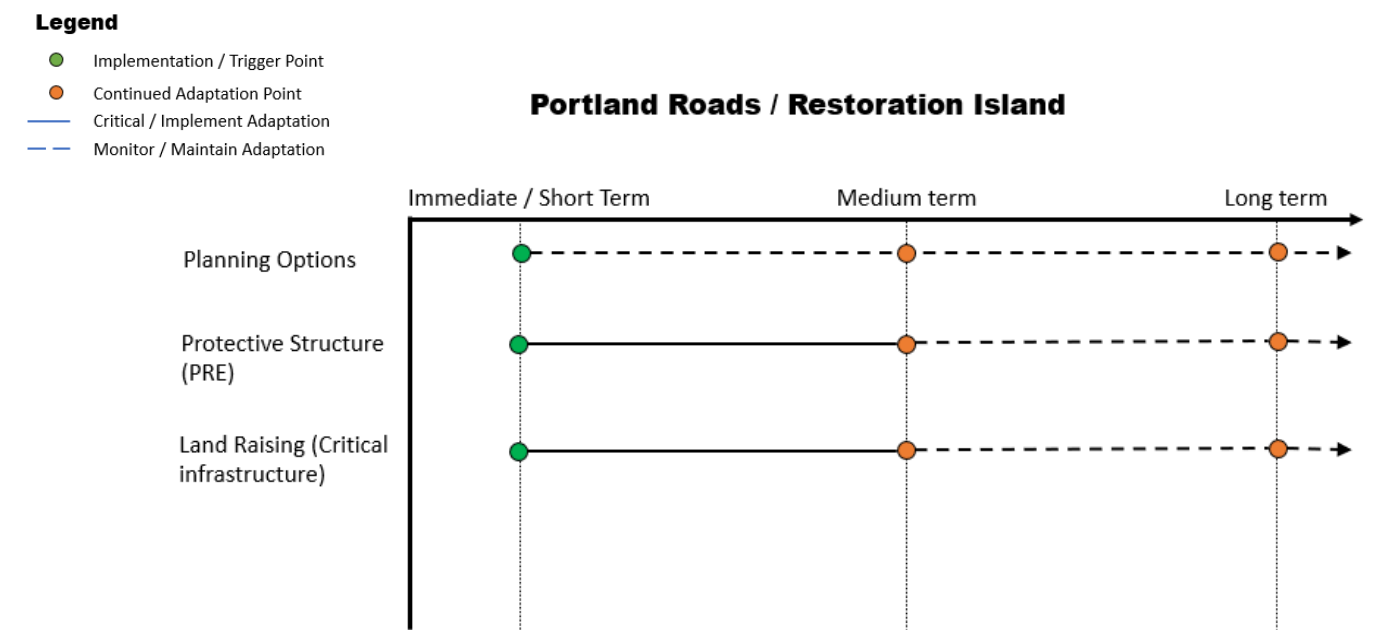 Legend
Implementation / Trigger Point
Continued Adaptation Point
Critical / Implement Adaptation
Monitor / Maintain Adaptation
Portland Roads / Restoration Island
Immediate / Short Term
Medium term
Long term
Planning Options
Protective Structure
(PRE)
Land Raising (Critical
infrastructure)